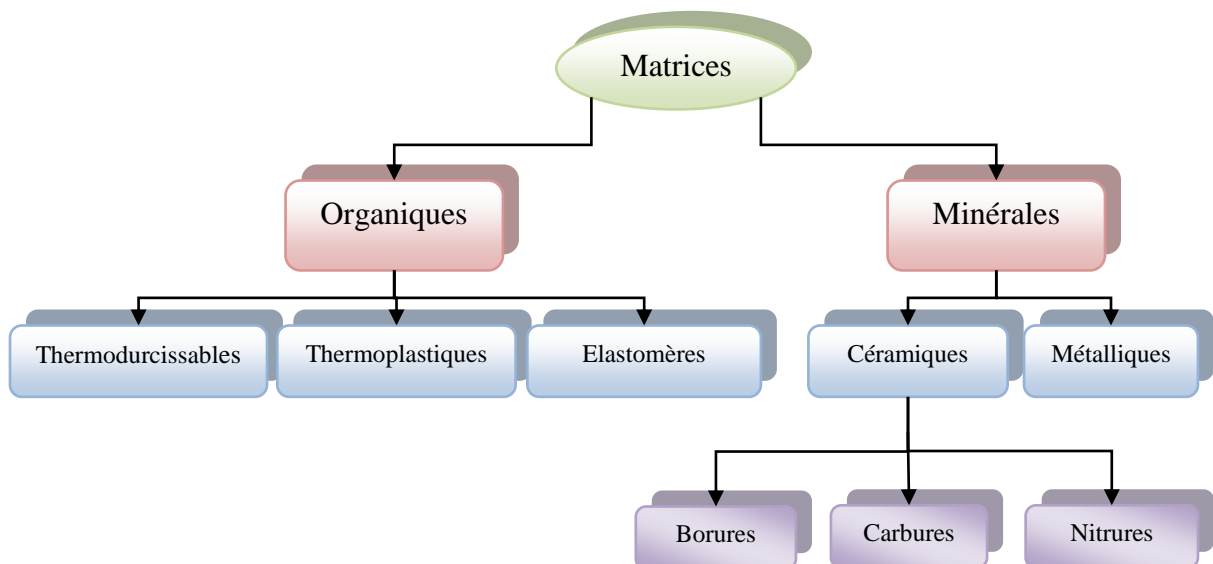 Matrices
Organiques
Minérales
Thermodurcissables
Thermoplastiques
Elastomères
Céramiques
Métalliques
Borures
Carbures
Nitrures